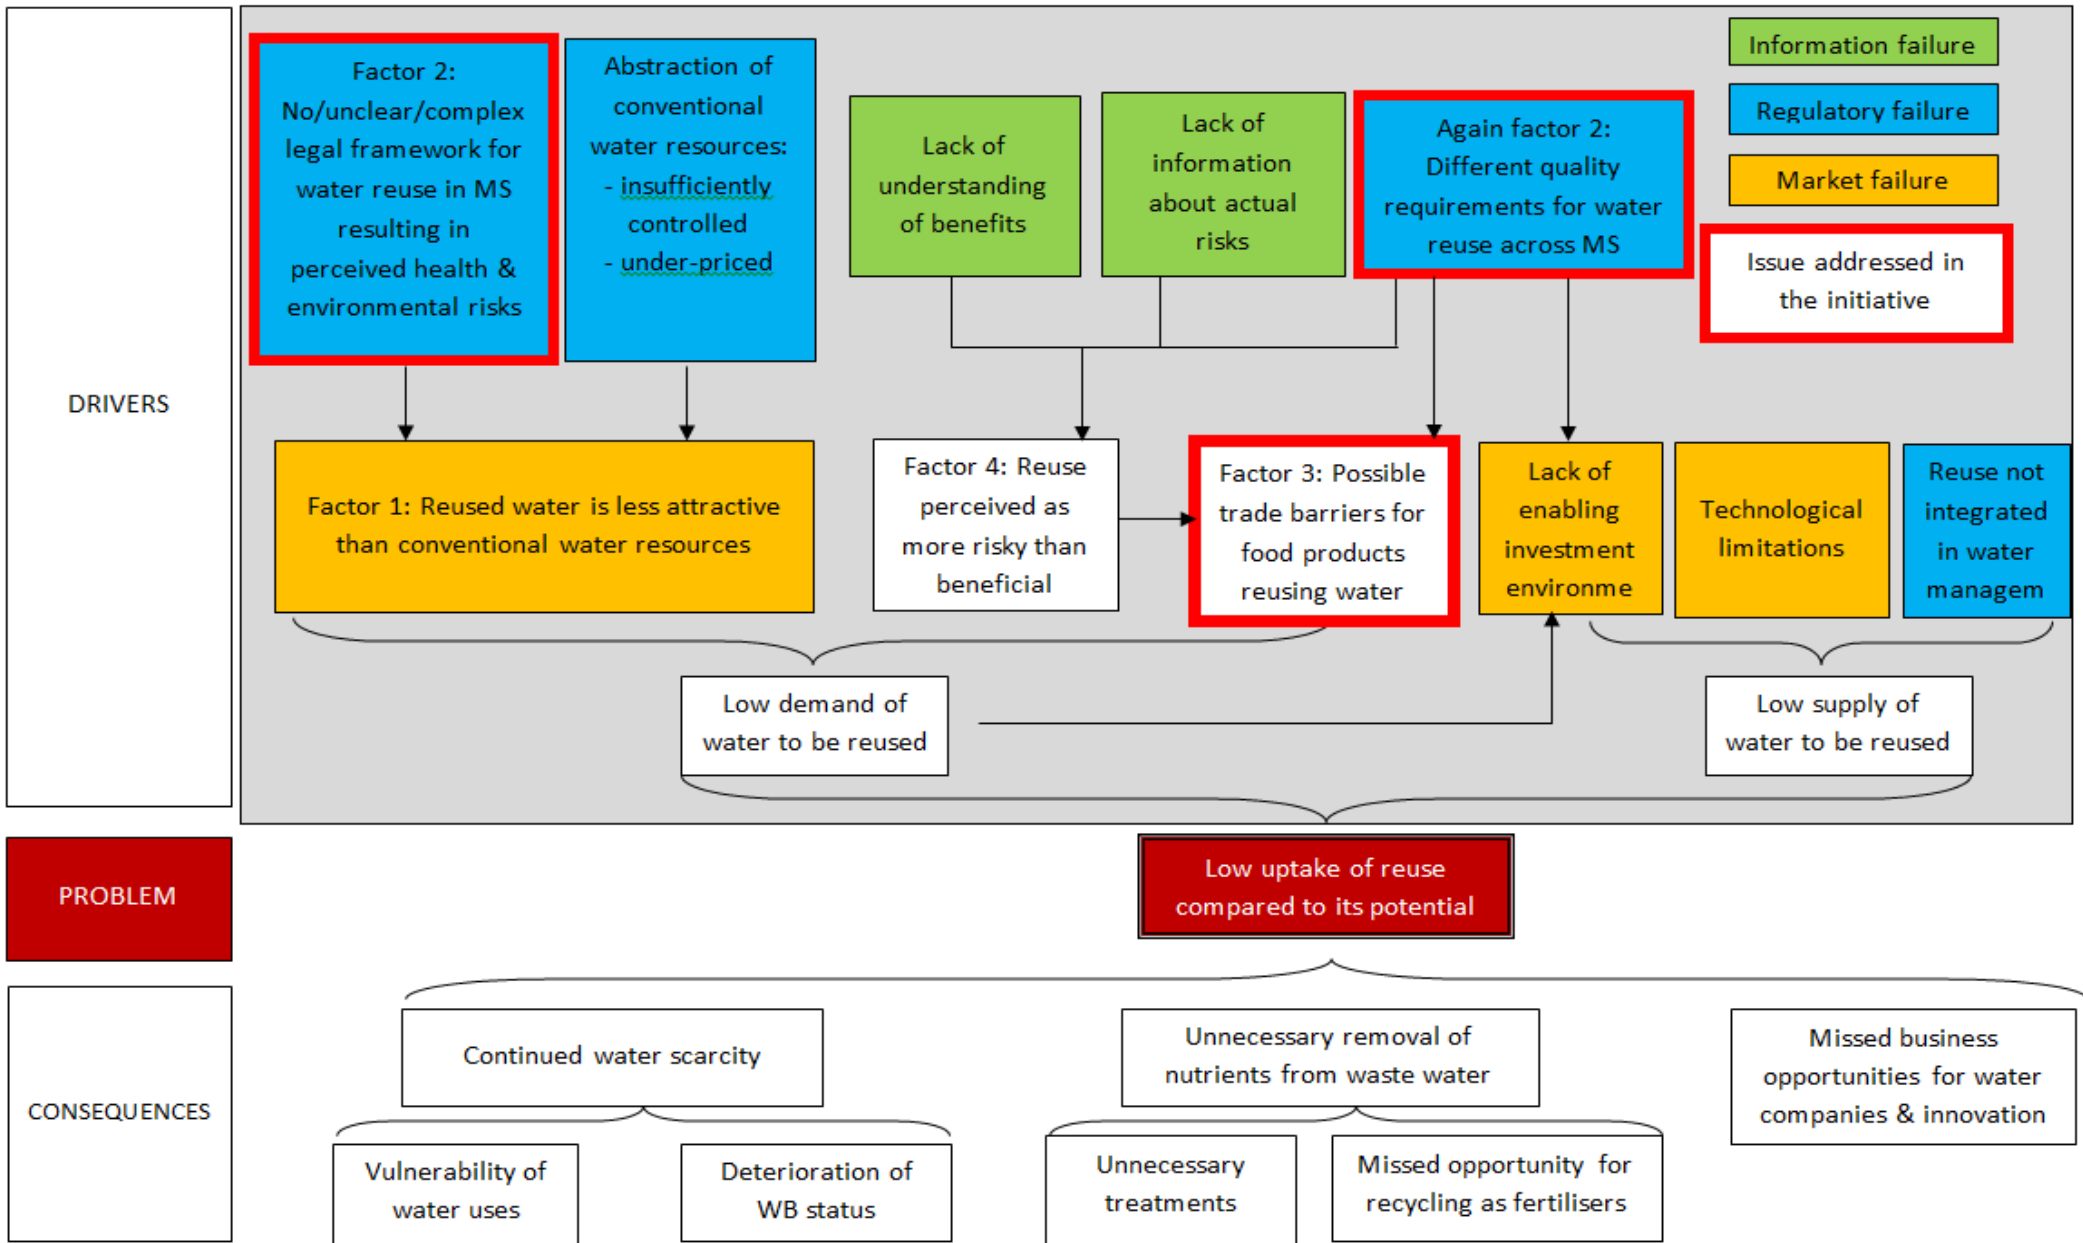 DRIVERS
Factor 2:
No/unclear/complex
legal framework for
water reuse in MS
resulting in
perceived health &
environmental risks
Abstraction of
conventional
water resources:
- insufficiently
controlled
- under-priced
Lack of
understanding
of benefits
Lack of
information
about actual
risks
Again factor 2:
Different quality
requirements for water
reuse across MS
Information failure
Regulatory failure
Market failure
Issue addressed in
the initiative
Factor 1: Reused water is less attractive
than conventional water resources
Factor 4: Reuse
perceived as
more risky than
beneficial
Factor 3: Possible
trade barriers for
food products
reusing water
Lack of
enabling
investment
environme
Technological
limitations
Reuse not
integrated
in water
managem
Low demand of
water to be reused
Low supply of
water to be reused
PROBLEM
Low uptake of reuse
compared to its potential
CONSEQUENCES
Continued water scarcity
Unnecessary removal of
nutrients from waste water
Missed business
opportunities for water
companies & innovation
Vulnerability of
water uses
Deterioration of
WB status
Unnecessary
treatments
Missed opportunity for
recycling as fertilisers